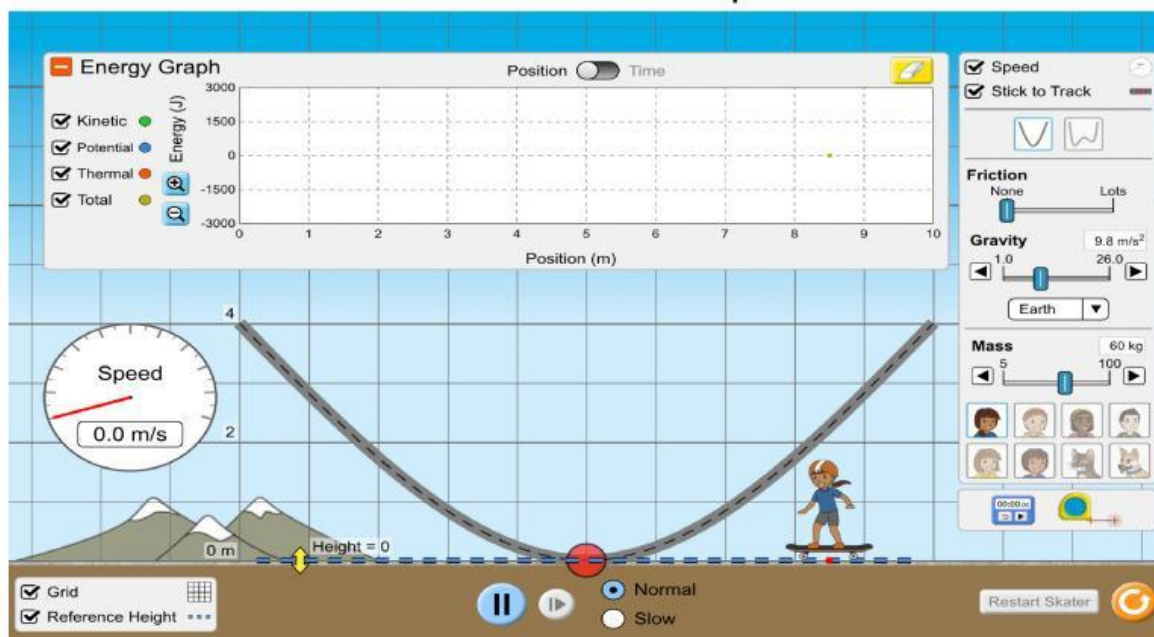 Energy Graph
Position Time
Kinetic
Potential
Thermal
Total
Energy (J)
3000
1500
0
-1500
-3000
0 1 2 3 4 5 6 7 8 9 10
Position (m)
Speed
Stick to Track
Friction
None Lots
Gravity 9.8 m/s²
1.0 26.0
Earth
Mass 60 kg
5 100
00:00.00
4
2
0 m
Speed
0.0 m/s
Height = 0
Grid
Reference Height
Normal
Slow
Restart Skater